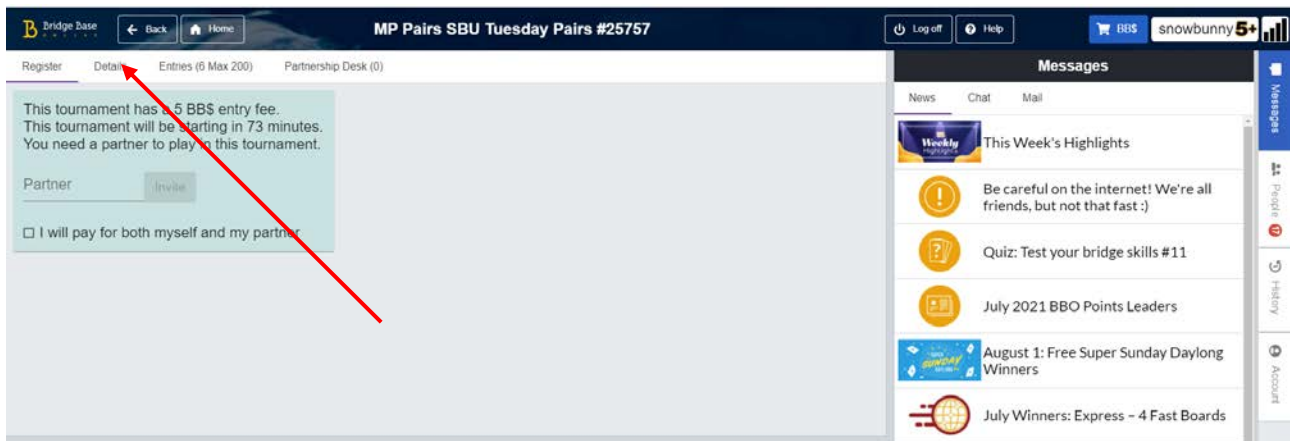 Bridge Base
Back
Home
MP Pairs SBU Tuesday Pairs #25757
Log off
Help
BB$
snowbunny 5+
Register
Details
Entries (6 Max 200)
Partnership Desk (0)
This tournament has a 5 BB$ entry fee.
This tournament will be starting in 73 minutes.
You need a partner to play in this tournament.
Partner
Invite
I will pay for both myself and my partner
Messages
News
Chat
Mail
Weekly
This Week's Highlights
Be careful on the internet! We're all
friends, but not that fast :)
Quiz: Test your bridge skills #11
July 2021 BBO Points Leaders
SUNDAY
August 1: Free Super Sunday Daylong
Winners
July Winners: Express – 4 Fast Boards
Messages
People
History
Account